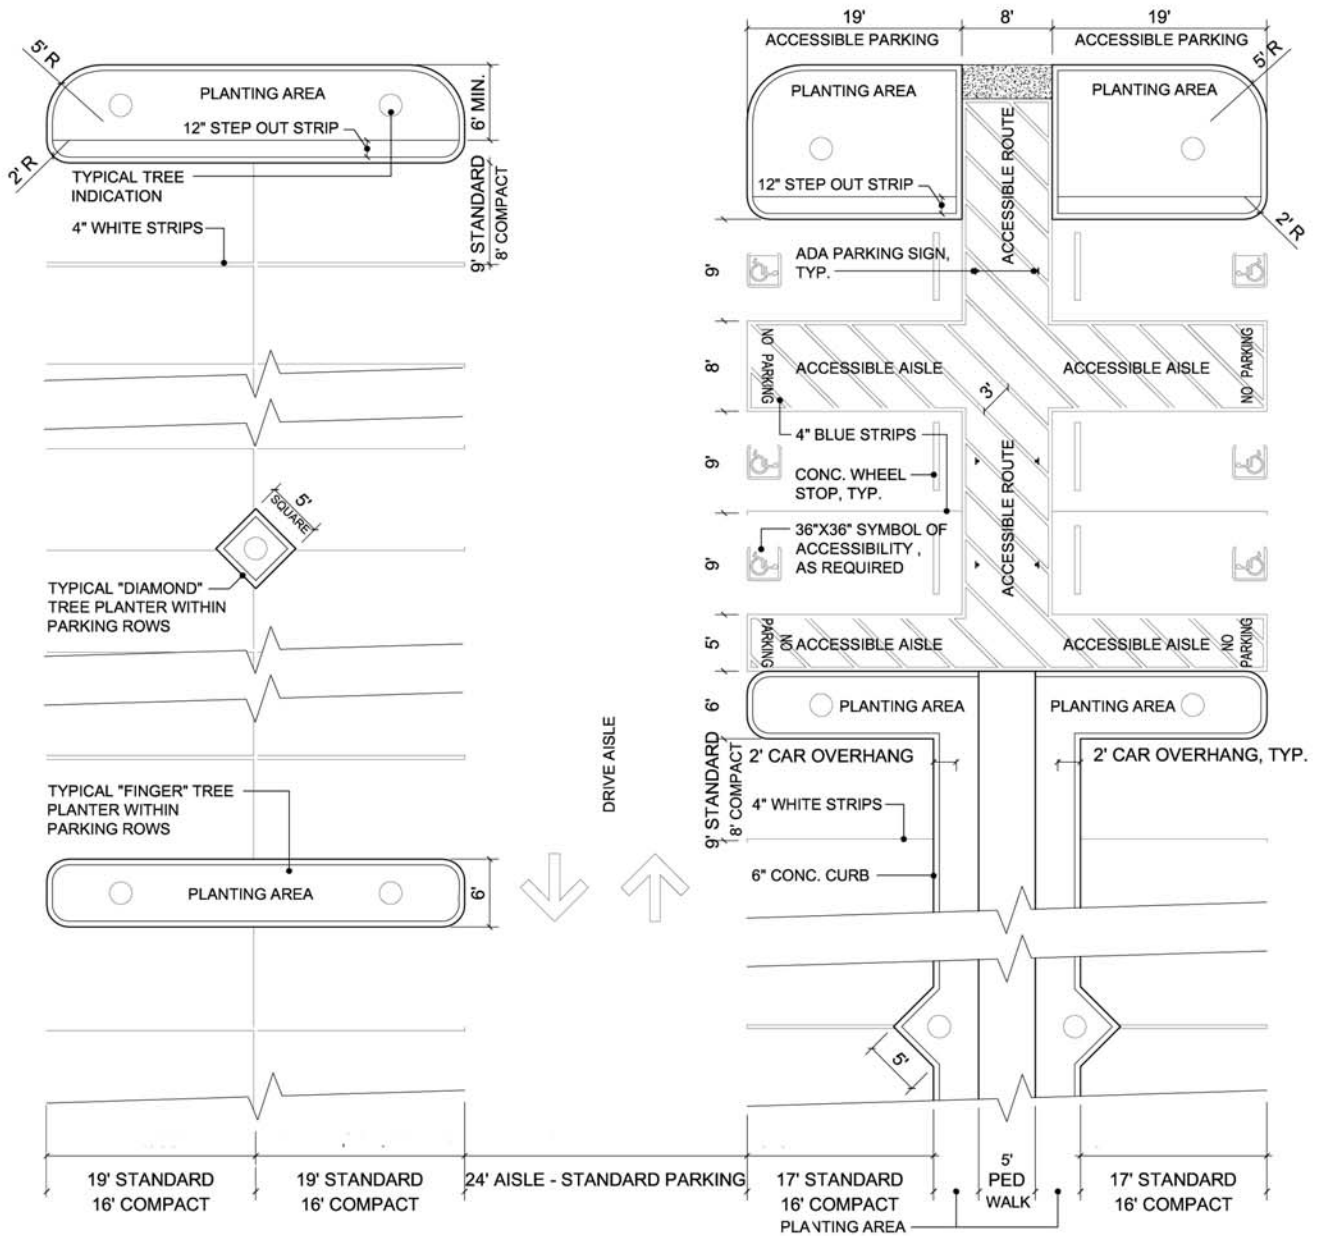 19'
8'
19'
ACCESSIBLE PARKING
ACCESSIBLE PARKING
5' R
PLANTING AREA
12" STEP OUT STRIP
6' MIN.
2' R
TYPICAL TREE
INDICATION
9' STANDARD
8' COMPACT
4" WHITE STRIPS
PLANTING AREA
PLANTING AREA
5' R
12" STEP OUT STRIP
2' R
ACCESSIBLE ROUTE
9'
ADA PARKING SIGN,
TYP.
8'
NO PARKING
ACCESSIBLE AISLE
ACCESSIBLE AISLE
NO PARKING
3'
4" BLUE STRIPS
9'
CONC. WHEEL
STOP, TYP.
ACCESSIBLE ROUTE
5'
SQUARE
9'
36"X36" SYMBOL OF
ACCESSIBILITY ,
AS REQUIRED
TYPICAL "DIAMOND"
TREE PLANTER WITHIN
PARKING ROWS
5'
NO
PARKING
ACCESSIBLE AISLE
ACCESSIBLE AISLE
NO
PARKING
6'
PLANTING AREA
PLANTING AREA
DRIVE AISLE
9' STANDARD
8' COMPACT
2' CAR OVERHANG
2' CAR OVERHANG, TYP.
TYPICAL "FINGER" TREE
PLANTER WITHIN
PARKING ROWS
4" WHITE STRIPS
6" CONC. CURB
PLANTING AREA
6'
5'
19' STANDARD
16' COMPACT
19' STANDARD
16' COMPACT
24' AISLE - STANDARD PARKING
17' STANDARD
16' COMPACT
5'
PED
WALK
17' STANDARD
16' COMPACT
PLANTING AREA